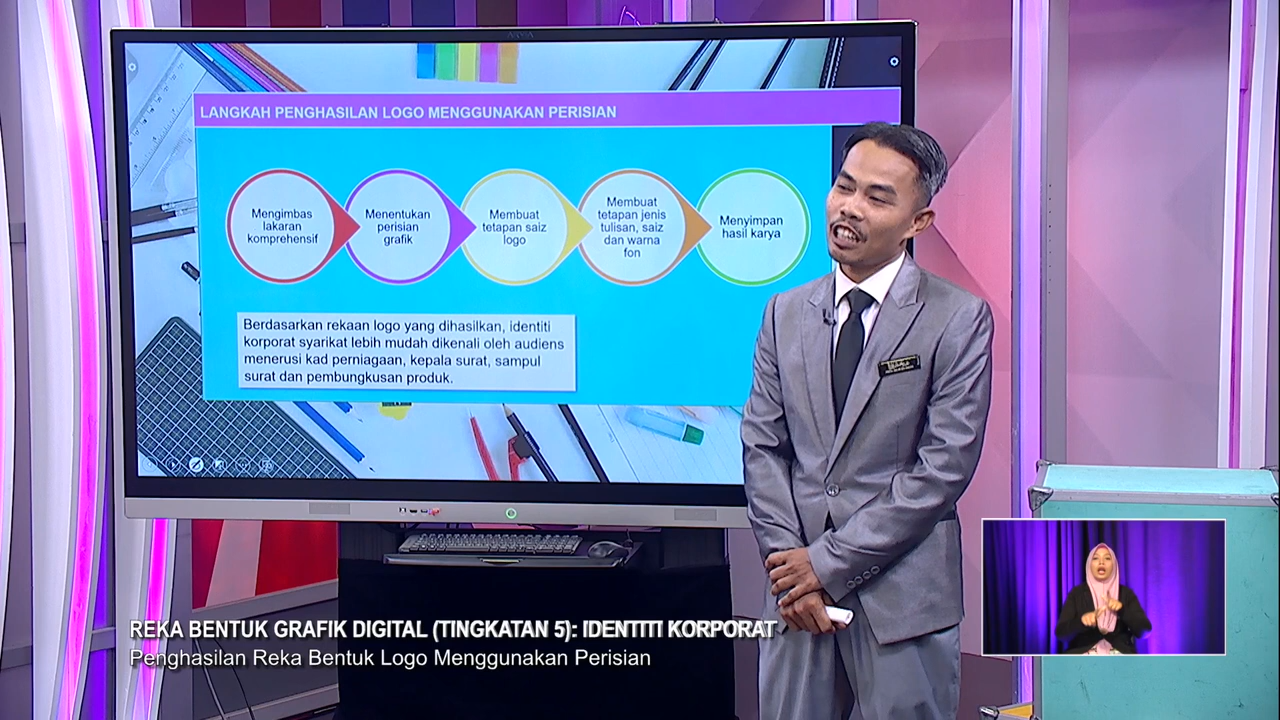 LANGKAH PENGHASILAN LOGO MENGGUNAKAN PERISIAN
Mengimbas
lakaran
komprehensif
Menentukan
perisian
grafik
Membuat
tetapan saiz
logo
Membuat
tetapan jenis
tulisan, saiz
dan warna
fon
Menyimpan
hasil karya
Berdasarkan rekaan logo yang dihasilkan, identiti
korporat syarikat lebih mudah dikenali oleh audiens
menerusi kad perniagaan, kepala surat, sampul
surat dan pembungkusan produk.
REKA BENTUK GRAFIK DIGITAL (TINGKATAN 5): IDENTITI KORPORAT
Penghasilan Reka Bentuk Logo Menggunakan Perisian